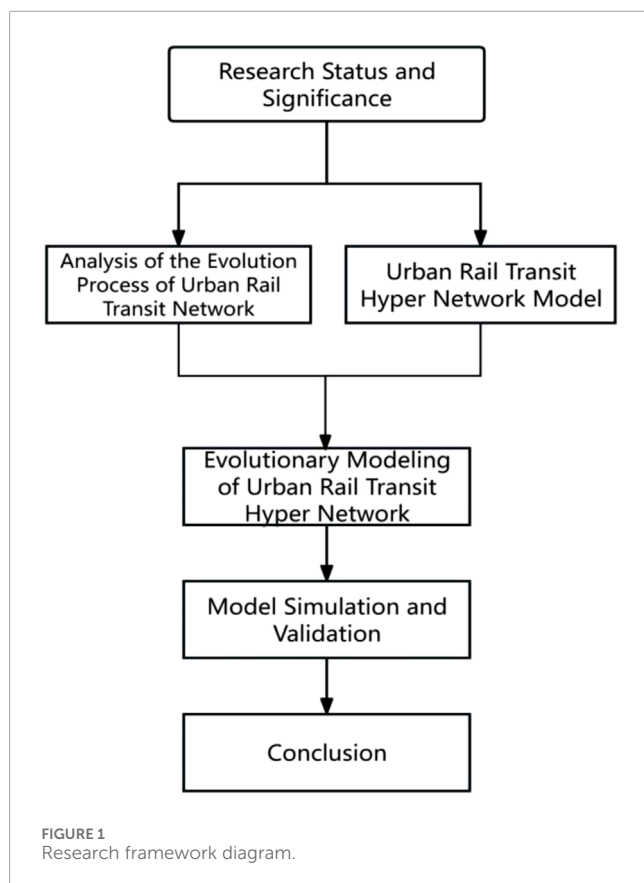 Research Status and
Significance
Analysis of the Evolution
Process of Urban Rail
Transit Network
Urban Rail Transit
Hyper Network Model
Evolutionary Modeling
of Urban Rail Transit
Hyper Network
Model Simulation and
Validation
Conclusion
FIGURE 1
Research framework diagram.